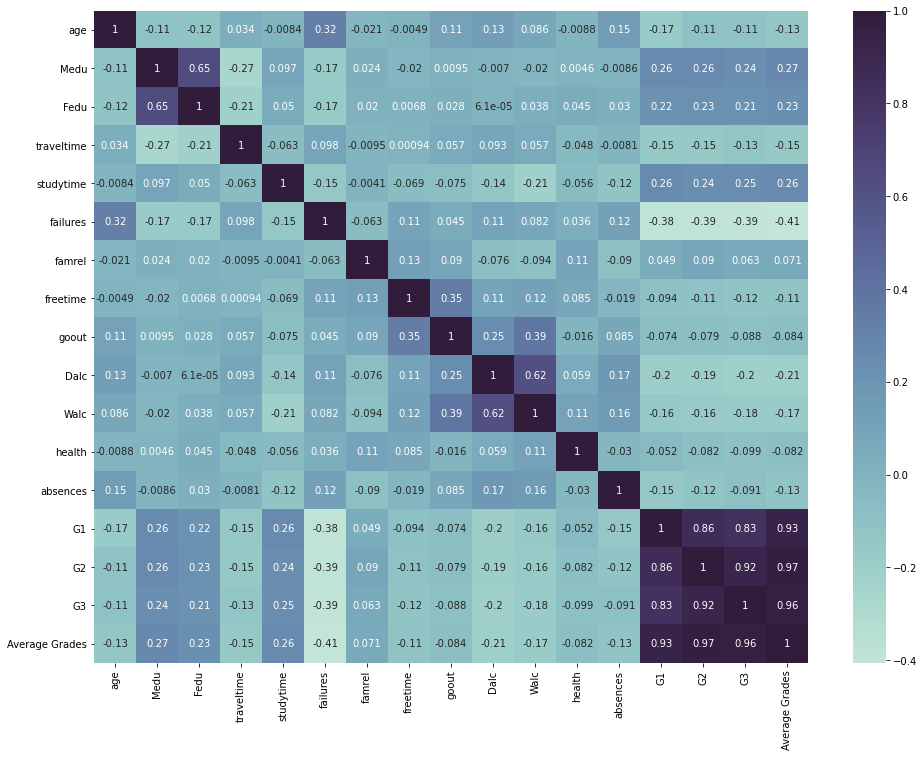 age 1 -0.11 -0.12 0.034 -0.0084 0.32 -0.021 -0.0049 0.11 0.13 0.086 -0.0088 0.15 -0.17 -0.11 -0.11 -0.13
Medu -0.11 1 0.65 -0.27 0.097 -0.17 0.024 -0.02 0.0095 -0.007 -0.02 0.0046 -0.0086 0.26 0.26 0.24 0.27
Fedu -0.12 0.65 1 -0.21 0.05 -0.17 0.02 0.0068 0.028 6.1e-05 0.038 0.045 0.03 0.22 0.23 0.21 0.23
traveltime 0.034 -0.27 -0.21 1 -0.063 0.098 -0.0095 0.00094 0.057 0.093 0.057 -0.048 -0.0081 -0.15 -0.15 -0.13 -0.15
studytime -0.0084 0.097 0.05 -0.063 1 -0.15 -0.0041 -0.069 -0.075 -0.14 -0.21 -0.056 -0.12 0.26 0.24 0.25 0.26
failures 0.32 -0.17 -0.17 0.098 -0.15 1 -0.063 0.11 0.045 0.11 0.082 0.036 0.12 -0.38 -0.39 -0.39 -0.41
famrel -0.021 0.024 0.02 -0.0095 -0.0041 -0.063 1 0.13 0.09 -0.076 -0.094 0.11 -0.09 0.049 0.09 0.063 0.071
freetime -0.0049 -0.02 0.0068 0.00094 -0.069 0.11 0.13 1 0.35 0.11 0.12 0.085 -0.019 -0.094 -0.11 -0.12 -0.11
goout 0.11 0.0095 0.028 0.057 -0.075 0.045 0.09 0.35 1 0.25 0.39 -0.016 0.085 -0.074 -0.079 -0.088 -0.084
Dalc 0.13 -0.007 6.1e-05 0.093 -0.14 0.11 -0.076 0.11 0.25 1 0.62 0.059 0.17 -0.2 -0.19 -0.2 -0.21
Walc 0.086 -0.02 0.038 0.057 -0.21 0.082 -0.094 0.12 0.39 0.62 1 0.11 0.16 -0.16 -0.16 -0.18 -0.17
health -0.0088 0.0046 0.045 -0.048 -0.056 0.036 0.11 0.085 -0.016 0.059 0.11 1 -0.03 -0.052 -0.082 -0.099 -0.082
absences 0.15 -0.0086 0.03 -0.0081 -0.12 0.12 -0.09 -0.019 0.085 0.17 0.16 -0.03 1 -0.15 -0.12 -0.091 -0.13
G1 -0.17 0.26 0.22 -0.15 0.26 -0.38 0.049 -0.094 -0.074 -0.2 -0.16 -0.052 -0.15 1 0.86 0.83 0.93
G2 -0.11 0.26 0.23 -0.15 0.24 -0.39 0.09 -0.11 -0.079 -0.19 -0.16 -0.082 -0.12 0.86 1 0.92 0.97
G3 -0.11 0.24 0.21 -0.13 0.25 -0.39 0.063 -0.12 -0.088 -0.2 -0.18 -0.099 -0.091 0.83 0.92 1 0.96
Average Grades -0.13 0.27 0.23 -0.15 0.26 -0.41 0.071 -0.11 -0.084 -0.21 -0.17 -0.082 -0.13 0.93 0.97 0.96 1
age Medu Fedu traveltime studytime failures famrel freetime goout Dalc Walc health absences G1 G2 G3 Average Grades
1.0
0.8
0.6
0.4
0.2
0.0
−0.2
−0.4